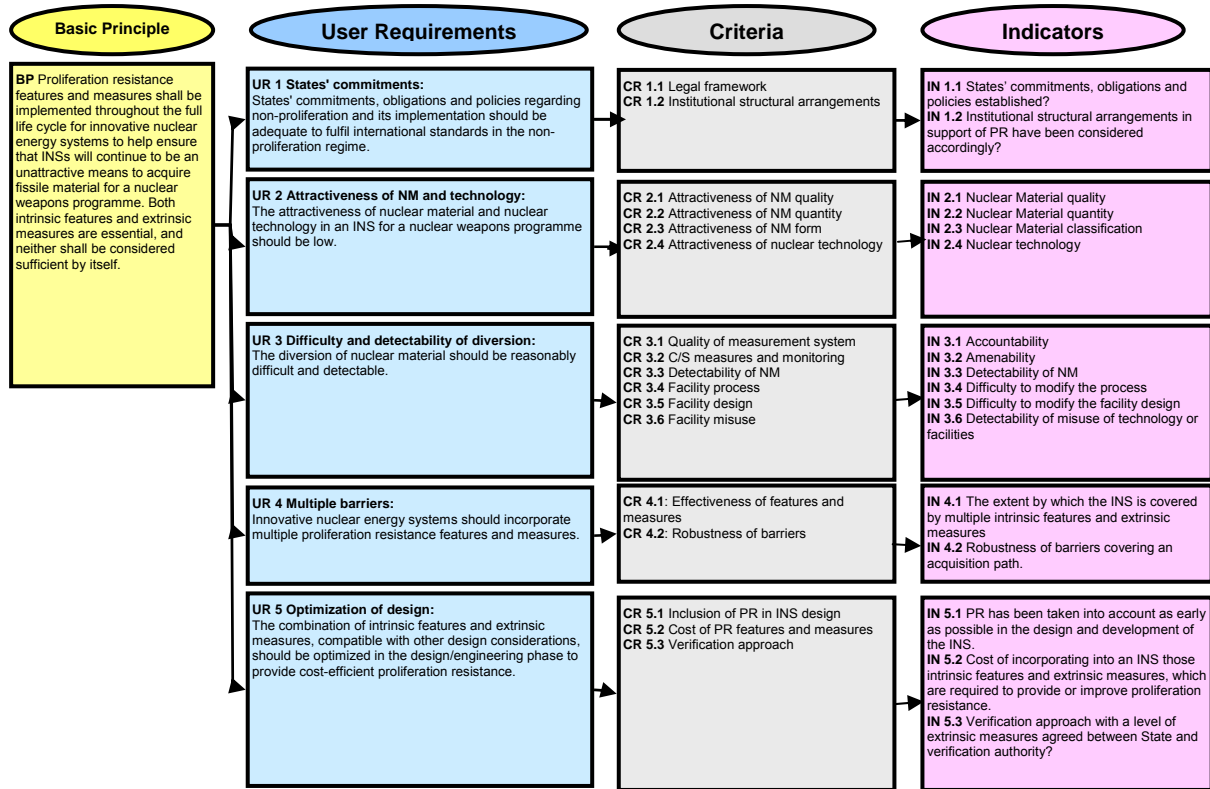 Basic Principle
User Requirements
Criteria
Indicators
BP Proliferation resistance
features and measures shall be
implemented throughout the full
life cycle for innovative nuclear
energy systems to help ensure
that INSs will continue to be an
unattractive means to acquire
fissile material for a nuclear
weapons programme. Both
intrinsic features and extrinsic
measures are essential, and
neither shall be considered
sufficient by itself.
UR 1 States' commitments:
States' commitments, obligations and policies regarding
non-proliferation and its implementation should be
adequate to fulfil international standards in the non-
proliferation regime.
CR 1.1 Legal framework
CR 1.2 Institutional structural arrangements
IN 1.1 States' commitments, obligations and
policies established?
IN 1.2 Institutional structural arrangements in
support of PR have been considered
accordingly?
UR 2 Attractiveness of NM and technology:
The attractiveness of nuclear material and nuclear
technology in an INS for a nuclear weapons programme
should be low.
CR 2.1 Attractiveness of NM quality
CR 2.2 Attractiveness of NM quantity
CR 2.3 Attractiveness of NM form
CR 2.4 Attractiveness of nuclear technology
IN 2.1 Nuclear Material quality
IN 2.2 Nuclear Material quantity
IN 2.3 Nuclear Material classification
IN 2.4 Nuclear technology
UR 3 Difficulty and detectability of diversion:
The diversion of nuclear material should be reasonably
difficult and detectable.
CR 3.1 Quality of measurement system
CR 3.2 C/S measures and monitoring
CR 3.3 Detectability of NM
CR 3.4 Facility process
CR 3.5 Facility design
CR 3.6 Facility misuse
IN 3.1 Accountability
IN 3.2 Amenability
IN 3.3 Detectability of NM
IN 3.4 Difficulty to modify the process
IN 3.5 Difficulty to modify the facility design
IN 3.6 Detectability of misuse of technology or
facilities
UR 4 Multiple barriers:
Innovative nuclear energy systems should incorporate
multiple proliferation resistance features and measures.
CR 4.1: Effectiveness of features and
measures
CR 4.2: Robustness of barriers
IN 4.1 The extent by which the INS is covered
by multiple intrinsic features and extrinsic
measures
IN 4.2 Robustness of barriers covering an
acquisition path.
UR 5 Optimization of design:
The combination of intrinsic features and extrinsic
measures, compatible with other design considerations,
should be optimized in the design/engineering phase to
provide cost-efficient proliferation resistance.
CR 5.1 Inclusion of PR in INS design
CR 5.2 Cost of PR features and measures
CR 5.3 Verification approach
IN 5.1 PR has been taken into account as early
as possible in the design and development of
the INS.
IN 5.2 Cost of incorporating into an INS those
intrinsic features and extrinsic measures, which
are required to provide or improve proliferation
resistance.
IN 5.3 Verification approach with a level of
extrinsic measures agreed between State and
verification authority?